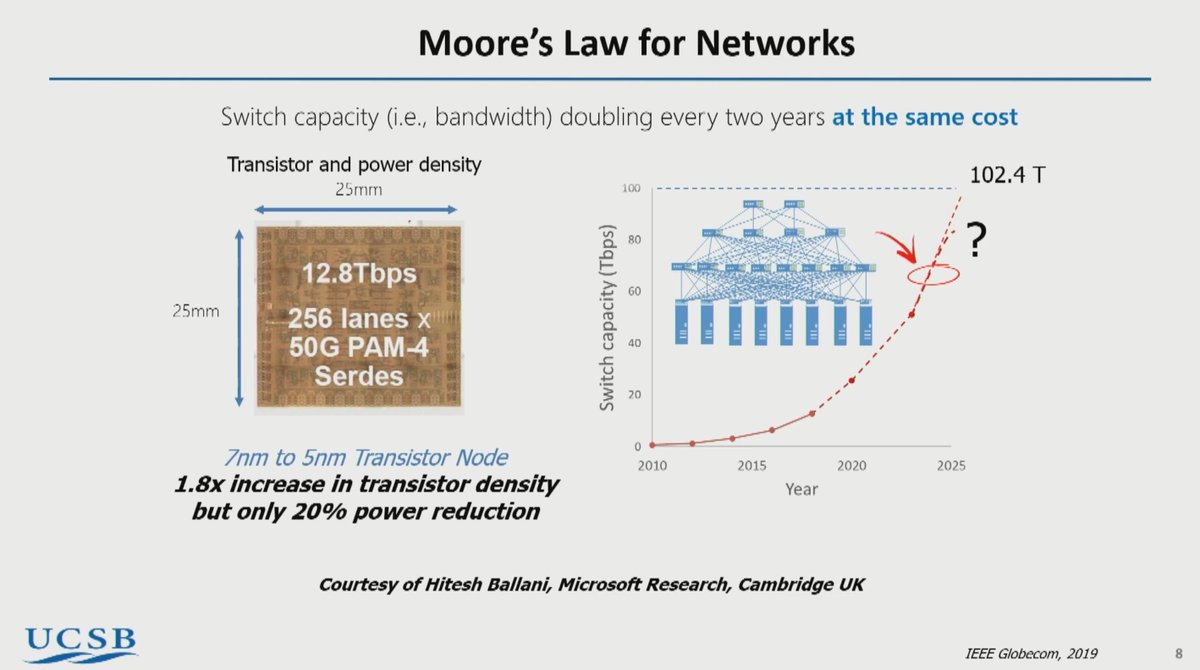 Moore's Law for Networks
Switch capacity (i.e., bandwidth) doubling every two years at the same cost
Transistor and power density
25mm
25mm
12.8Tbps
256 lanes x
50G PAM-4
Serdes
7nm to 5nm Transistor Node
1.8x increase in transistor density
but only 20% power reduction
102.4 T
?
Switch capacity (Tbps)
100
80
60
40
20
0
2010
2015
2020
2025
Year
Courtesy of Hitesh Ballani, Microsoft Research, Cambridge UK
UCSB
IEEE Globecom, 2019
8